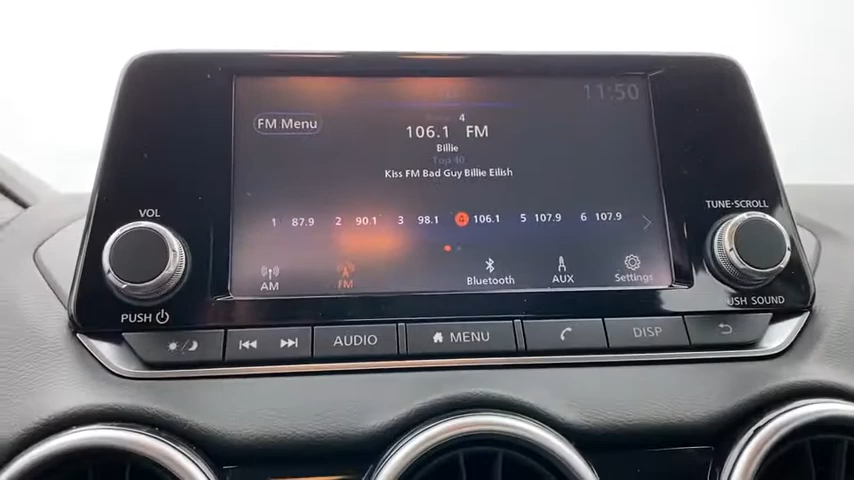 11:50
4
FM Menu
106.1 FM
Billie
Top 40
Kiss FM Bad Guy Billie Eilish
1 87.9 2 90.1 3 98.1 4 106.1 5 107.9 6 107.9
AM FM Bluetooth AUX Settings
VOL
PUSH
TUNE·SCROLL
PUSH SOUND
AUDIO MENU DISP